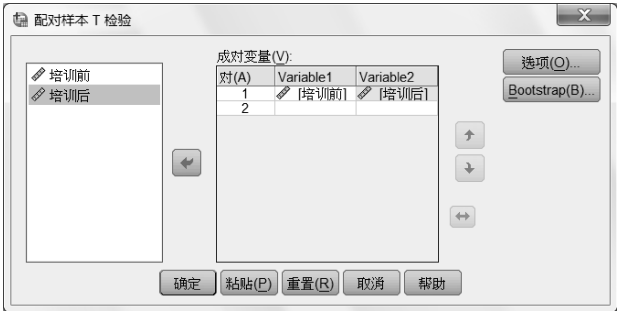 配对样本 T 检验
成对变量(V):
培训前
培训后
对(A) Variable1 Variable2
1 [培训前] [培训后]
2
选项(O)...
Bootstrap(B)...
确定 粘贴(P) 重置(R) 取消 帮助